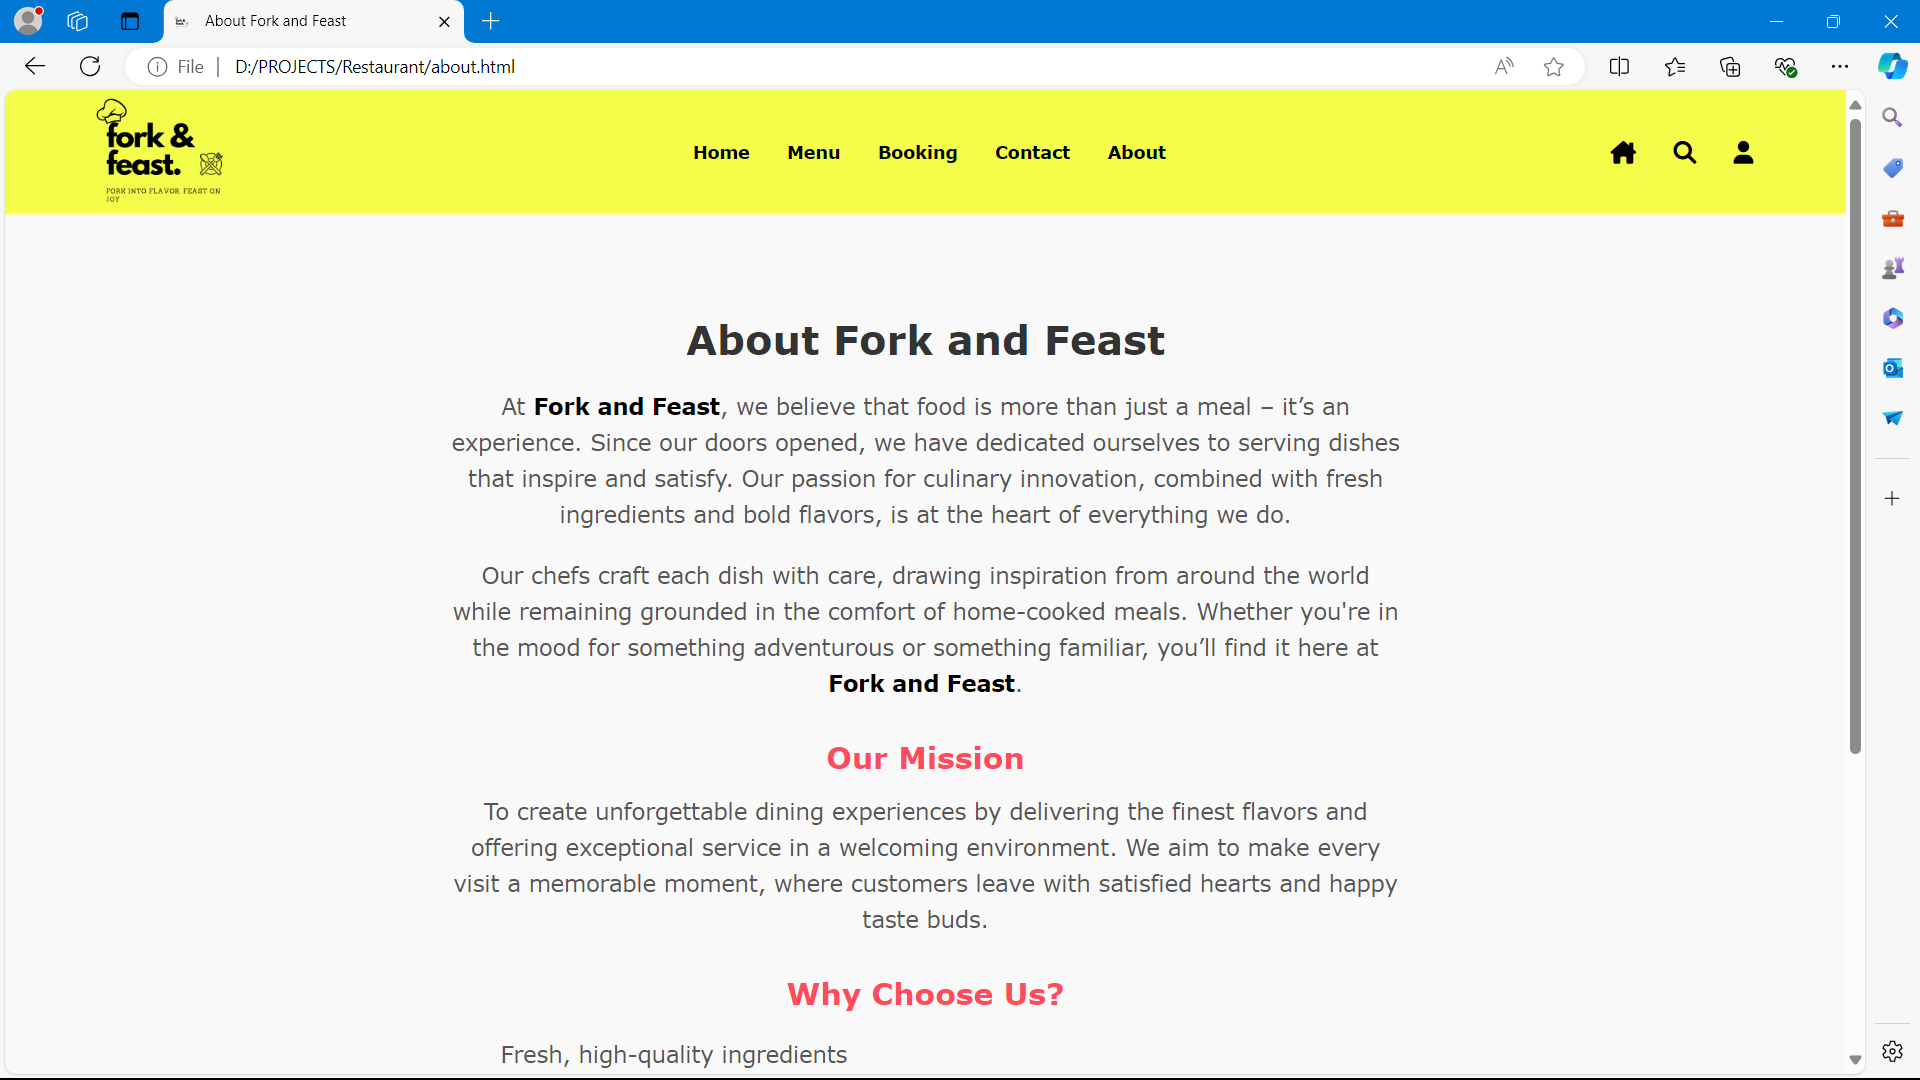 About Fork and Feast
File
D:/PROJECTS/Restaurant/about.html
fork &
feast.
FORK INTO FLAVOR. FEAST ON
JOY
Home Menu Booking Contact About
About Fork and Feast
At Fork and Feast, we believe that food is more than just a meal – it’s an
experience. Since our doors opened, we have dedicated ourselves to serving dishes
that inspire and satisfy. Our passion for culinary innovation, combined with fresh
ingredients and bold flavors, is at the heart of everything we do.
Our chefs craft each dish with care, drawing inspiration from around the world
while remaining grounded in the comfort of home-cooked meals. Whether you're in
the mood for something adventurous or something familiar, you’ll find it here at
Fork and Feast.
Our Mission
To create unforgettable dining experiences by delivering the finest flavors and
offering exceptional service in a welcoming environment. We aim to make every
visit a memorable moment, where customers leave with satisfied hearts and happy
taste buds.
Why Choose Us?
Fresh, high-quality ingredients